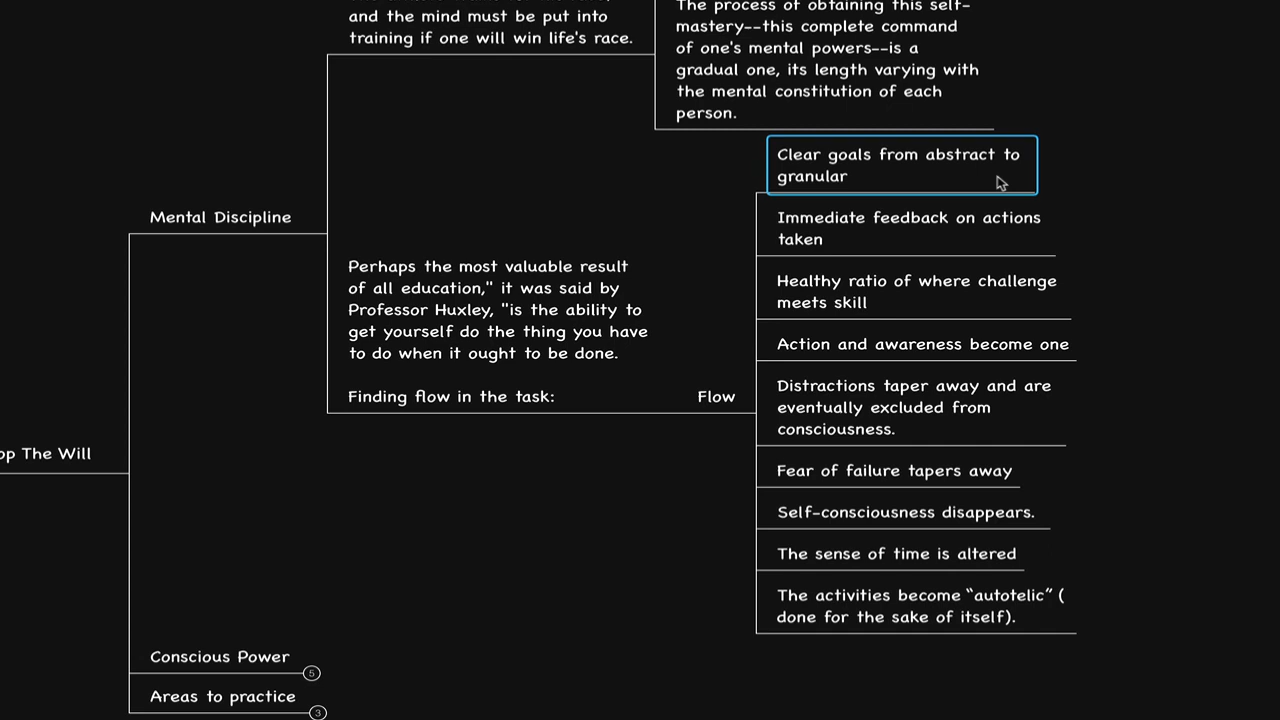 and the mind must be put into
training if one will win life's race.
The process of obtaining this self-
mastery--this complete command
of one's mental powers--is a
gradual one, its length varying with
the mental constitution of each
person.
Clear goals from abstract to
granular
Mental Discipline
Immediate feedback on actions
taken
Perhaps the most valuable result
of all education," it was said by
Professor Huxley, "is the ability to
get yourself do the thing you have
to do when it ought to be done.
Healthy ratio of where challenge
meets skill
Action and awareness become one
Finding flow in the task:
Flow
Distractions taper away and are
eventually excluded from
consciousness.
op The Will
Fear of failure tapers away
Self-consciousness disappears.
The sense of time is altered
The activities become “autotelic” (
done for the sake of itself).
Conscious Power
5
Areas to practice
3